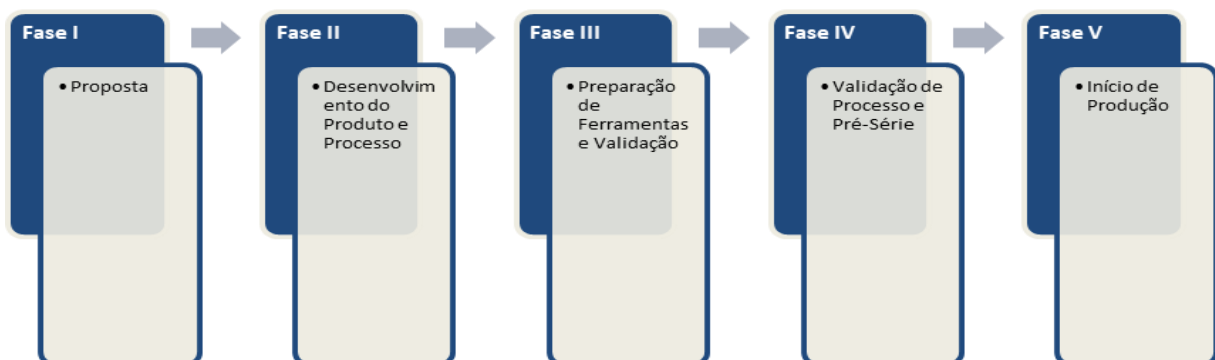 Fase I
• Proposta
Fase II
• Desenvolvim
ento do
Produto e
Processo
Fase III
• Preparação
de
Ferramentas
e Validação
Fase IV
• Validação de
Processo e
Pré-Série
Fase V
• Início de
Produção